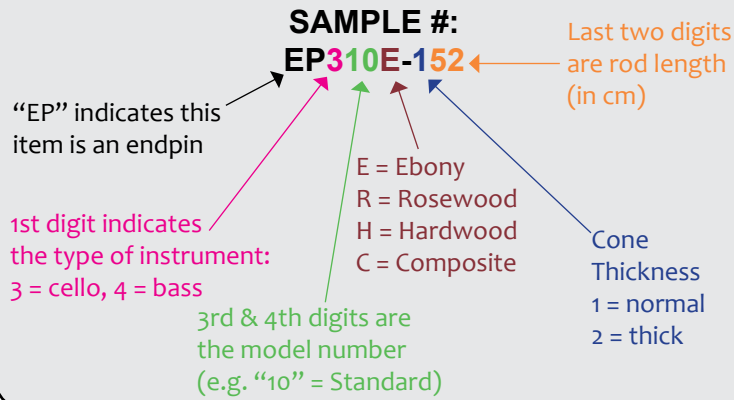 SAMPLE #:
EP310E-152
Last two digits
are rod length
(in cm)
“EP” indicates this
item is an endpin
E = Ebony
R = Rosewood
H = Hardwood
C = Composite
1st digit indicates
the type of instrument:
3 = cello, 4 = bass
Cone
Thickness
1 = normal
2 = thick
3rd & 4th digits are
the model number
(e.g. “10” = Standard)